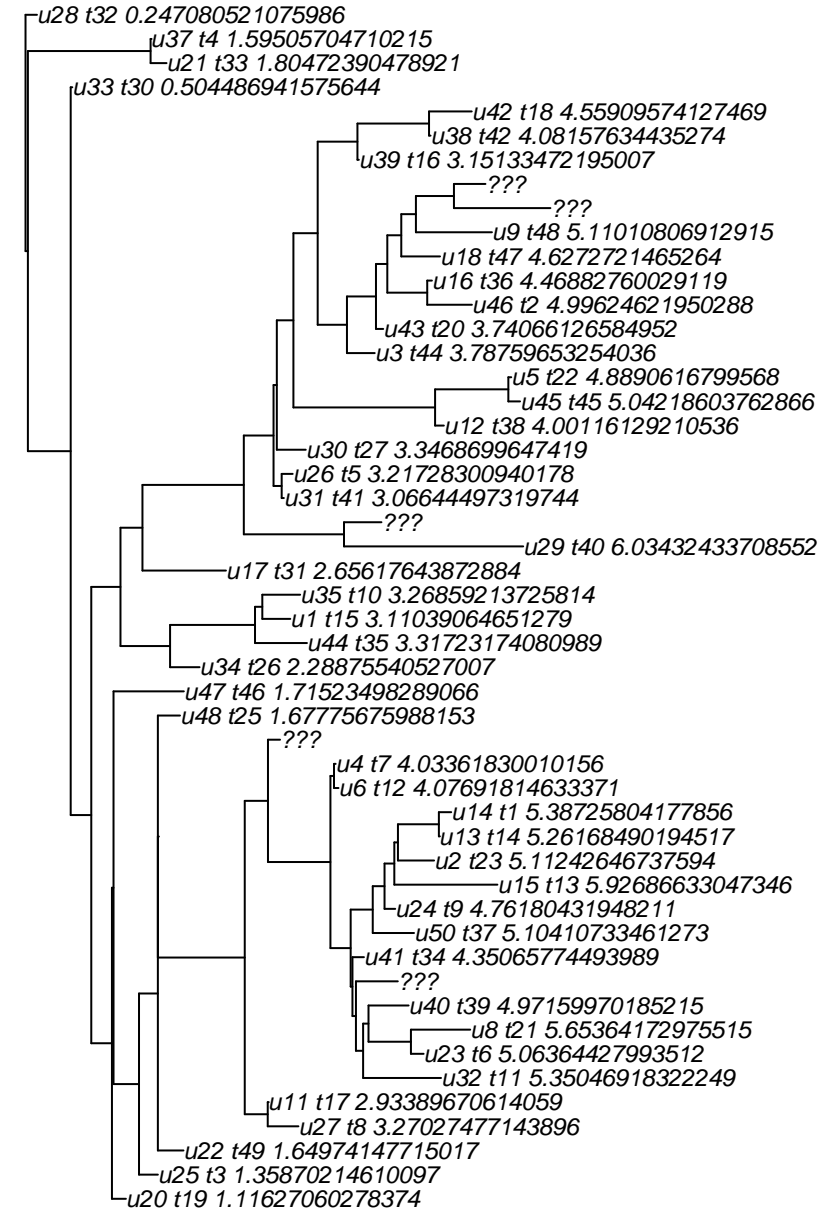 u28 t32 0.247080521075986
u37 t4 1.59505704710215
u21 t33 1.80472390478921
u33 t30 0.504486941575644
u42 t18 4.55909574127469
u38 t42 4.08157634435274
u39 t16 3.15133472195007
???
???
u9 t48 5.11010806912915
u18 t47 4.6272721465264
u16 t36 4.46882760029119
u46 t2 4.99624621950288
u43 t20 3.74066126584952
u3 t44 3.78759653254036
u5 t22 4.8890616799568
u45 t45 5.04218603762866
u12 t38 4.00116129210536
u30 t27 3.3468699647419
u26 t5 3.21728300940178
u31 t41 3.06644497319744
???
u29 t40 6.03432433708552
u17 t31 2.65617643872884
u35 t10 3.26859213725814
u1 t15 3.11039064651279
u44 t35 3.31723174080989
u34 t26 2.28875540527007
u47 t46 1.71523498289066
u48 t25 1.67775675988153
???
u4 t7 4.03361830010156
u6 t12 4.07691814633371
u14 t1 5.38725804177856
u13 t14 5.26168490194517
u2 t23 5.11242646737594
u15 t13 5.92686633047346
u24 t9 4.76180431948211
u50 t37 5.10410733461273
u41 t34 4.35065774493989
???
u40 t39 4.97159970185215
u8 t21 5.65364172975515
u23 t6 5.06364427993512
u32 t11 5.35046918322249
u11 t17 2.93389670614059
u27 t8 3.27027477143896
u22 t49 1.64974147715017
u25 t3 1.35870214610097
u20 t19 1.11627060278374